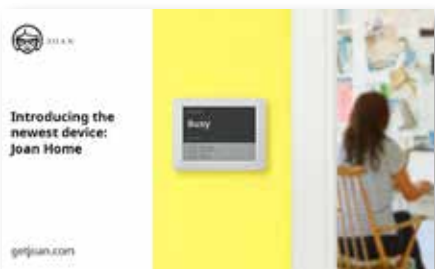 JOAN
Introducing the
newest device:
Joan Home
Busy
getjoan.com